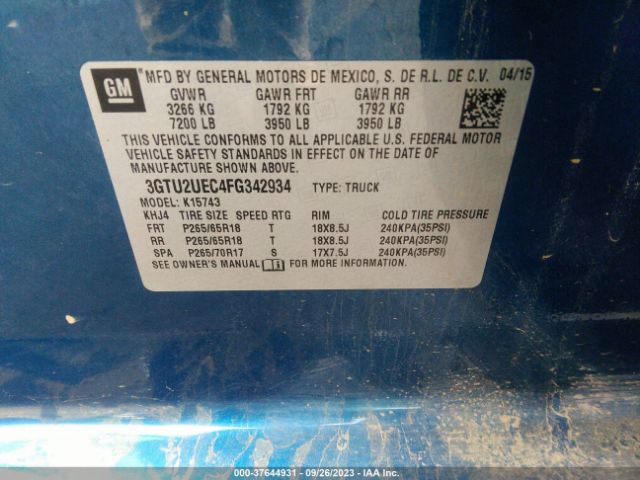 GM
MFD BY GENERAL MOTORS DE MEXICO, S. DE R.L. DE C.V. 04/15
GVWR GAWR FRT GAWR RR
3266 KG 1792 KG 1792 KG
7200 LB 3950 LB 3950 LB
THIS VEHICLE CONFORMS TO ALL APPLICABLE U.S. FEDERAL MOTOR
VEHICLE SAFETY STANDARDS IN EFFECT ON THE DATE OF
MANUFACTURE SHOWN ABOVE.
3GTU2UEC4FG342934 TYPE: TRUCK
MODEL: K15743
KHJ4 TIRE SIZE SPEED RTG RIM COLD TIRE PRESSURE
FRT P265/65R18 T 18X8.5J 240KPA(35PSI)
RR P265/65R18 T 18X8.5J 240KPA(35PSI)
SPA P265/70R17 S 17X7.5J 240KPA(35PSI)
SEE OWNER'S MANUAL FOR MORE INFORMATION.
000-37644931 - 09/26/2023 - IAA Inc.